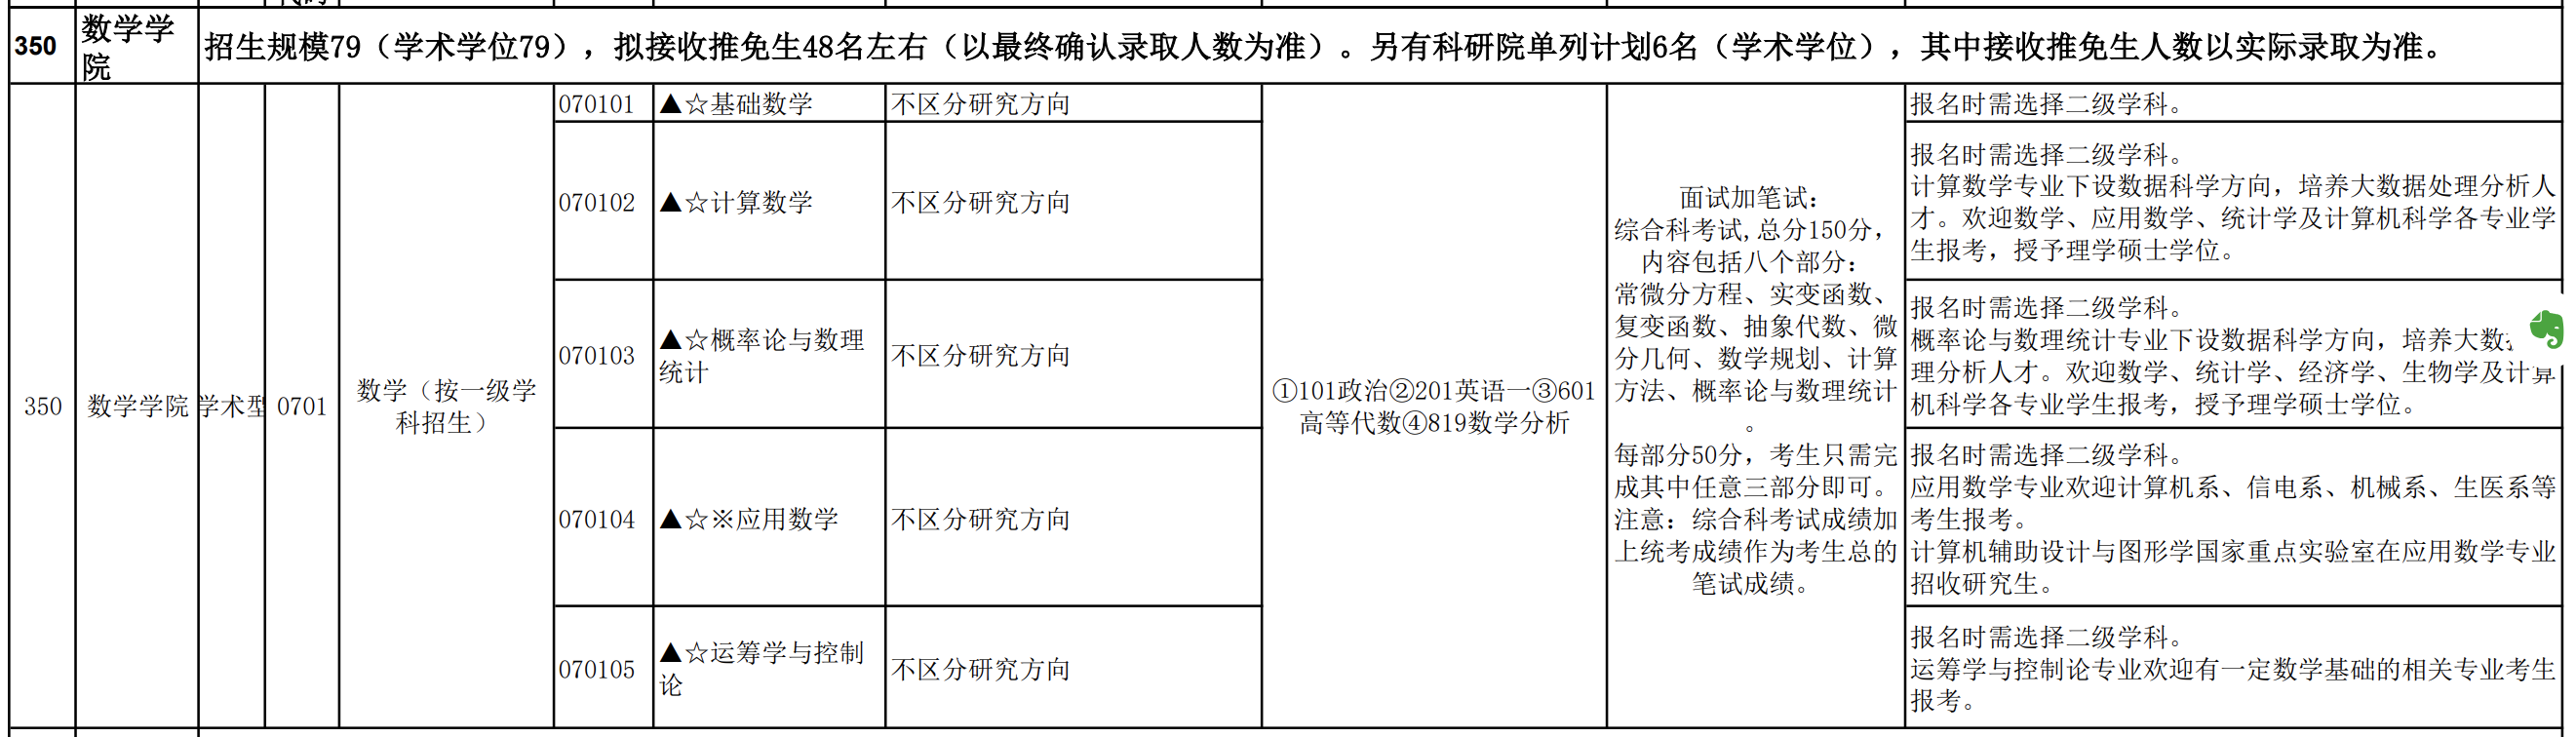 350
数学学
院
招生规模79（学术学位79），拟接收推免生48名左右（以最终确认录取人数为准）。另有科研院单列计划6名（学术学位），其中接收推免生人数以实际录取为准。
350
数学学院
学术型
0701
数学（按一级学
科招生）
070101
▲☆基础数学
不区分研究方向
070102
▲☆计算数学
不区分研究方向
070103
▲☆概率论与数理
统计
不区分研究方向
070104
▲☆※应用数学
不区分研究方向
070105
▲☆运筹学与控制
论
不区分研究方向
①101政治②201英语一③601
高等代数④819数学分析
面试加笔试：
综合科考试,总分150分，
内容包括八个部分：
常微分方程、实变函数、
复变函数、抽象代数、微
分几何、数学规划、计算
方法、概率论与数理统计
。
每部分50分，考生只需完
成其中任意三部分即可。
注意：综合科考试成绩加
上统考成绩作为考生总的
笔试成绩。
报名时需选择二级学科。
报名时需选择二级学科。
计算数学专业下设数据科学方向，培养大数据处理分析人
才。欢迎数学、应用数学、统计学及计算机科学各专业学
生报考，授予理学硕士学位。
报名时需选择二级学科。
概率论与数理统计专业下设数据科学方向，培养大数
理分析人才。欢迎数学、统计学、经济学、生物学及计算
机科学各专业学生报考，授予理学硕士学位。
报名时需选择二级学科。
应用数学专业欢迎计算机系、信电系、机械系、生医系等
考生报考。
计算机辅助设计与图形学国家重点实验室在应用数学专业
招收研究生。
报名时需选择二级学科。
运筹学与控制论专业欢迎有一定数学基础的相关专业考生
报考。